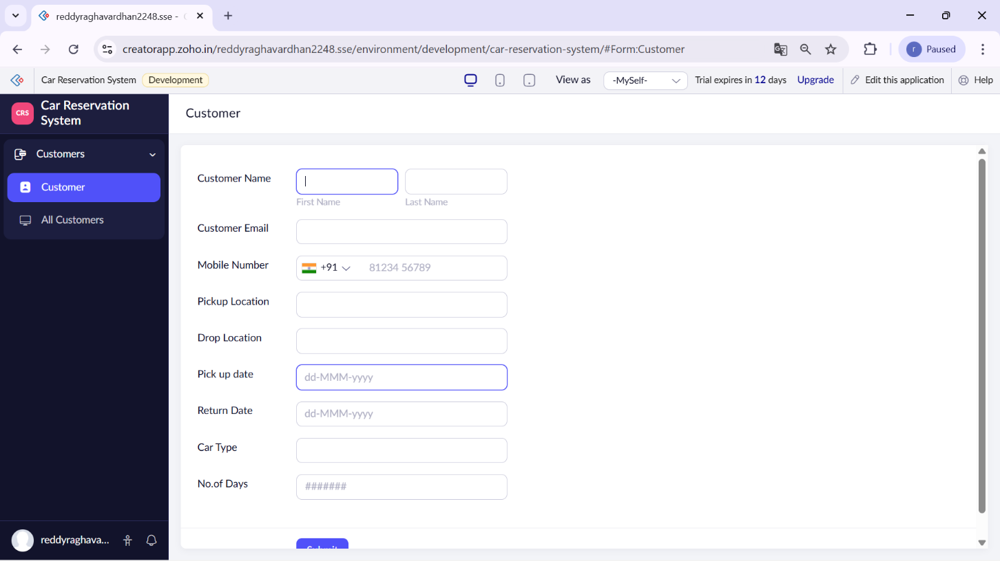 reddyraghavardhan2248.sse -
creatorapp.zoho.in/reddyraghavardhan2248.sse/environment/development/car-reservation-system/#Form:Customer
r Paused
Car Reservation System Development View as -MySelf- Trial expires in 12 days Upgrade Edit this application Help
CRS Car Reservation System
Customer
Customers
Customer
All Customers
Customer Name
First Name Last Name
Customer Email
Mobile Number +91 81234 56789
Pickup Location
Drop Location
Pick up date dd-MMM-yyyy
Return Date dd-MMM-yyyy
Car Type
No.of Days #######
Submit
reddyraghava...